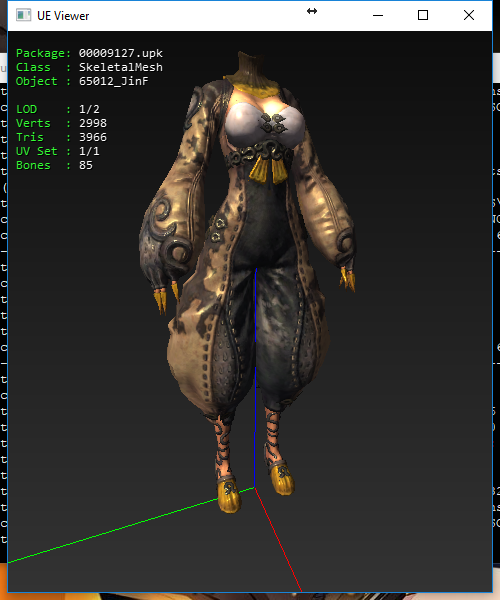 UE Viewer
Package: 00009127.upk
Class : SkeletalMesh
Object : 65012_JinF
LOD : 1/2
Verts : 2998
Tris : 3966
UV Set : 1/1
Bones : 85